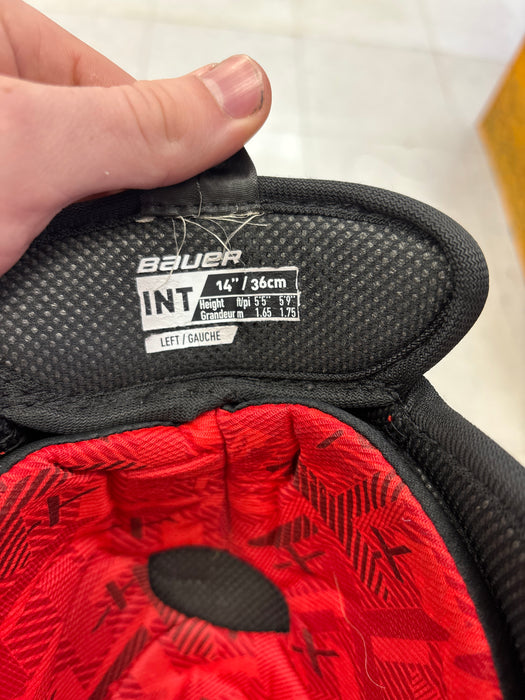 BAUER
INT 14" / 36cm
Height ft/pi 5'5" 5'9"
Grandeur m 1.65 1.75
LEFT / GAUCHE